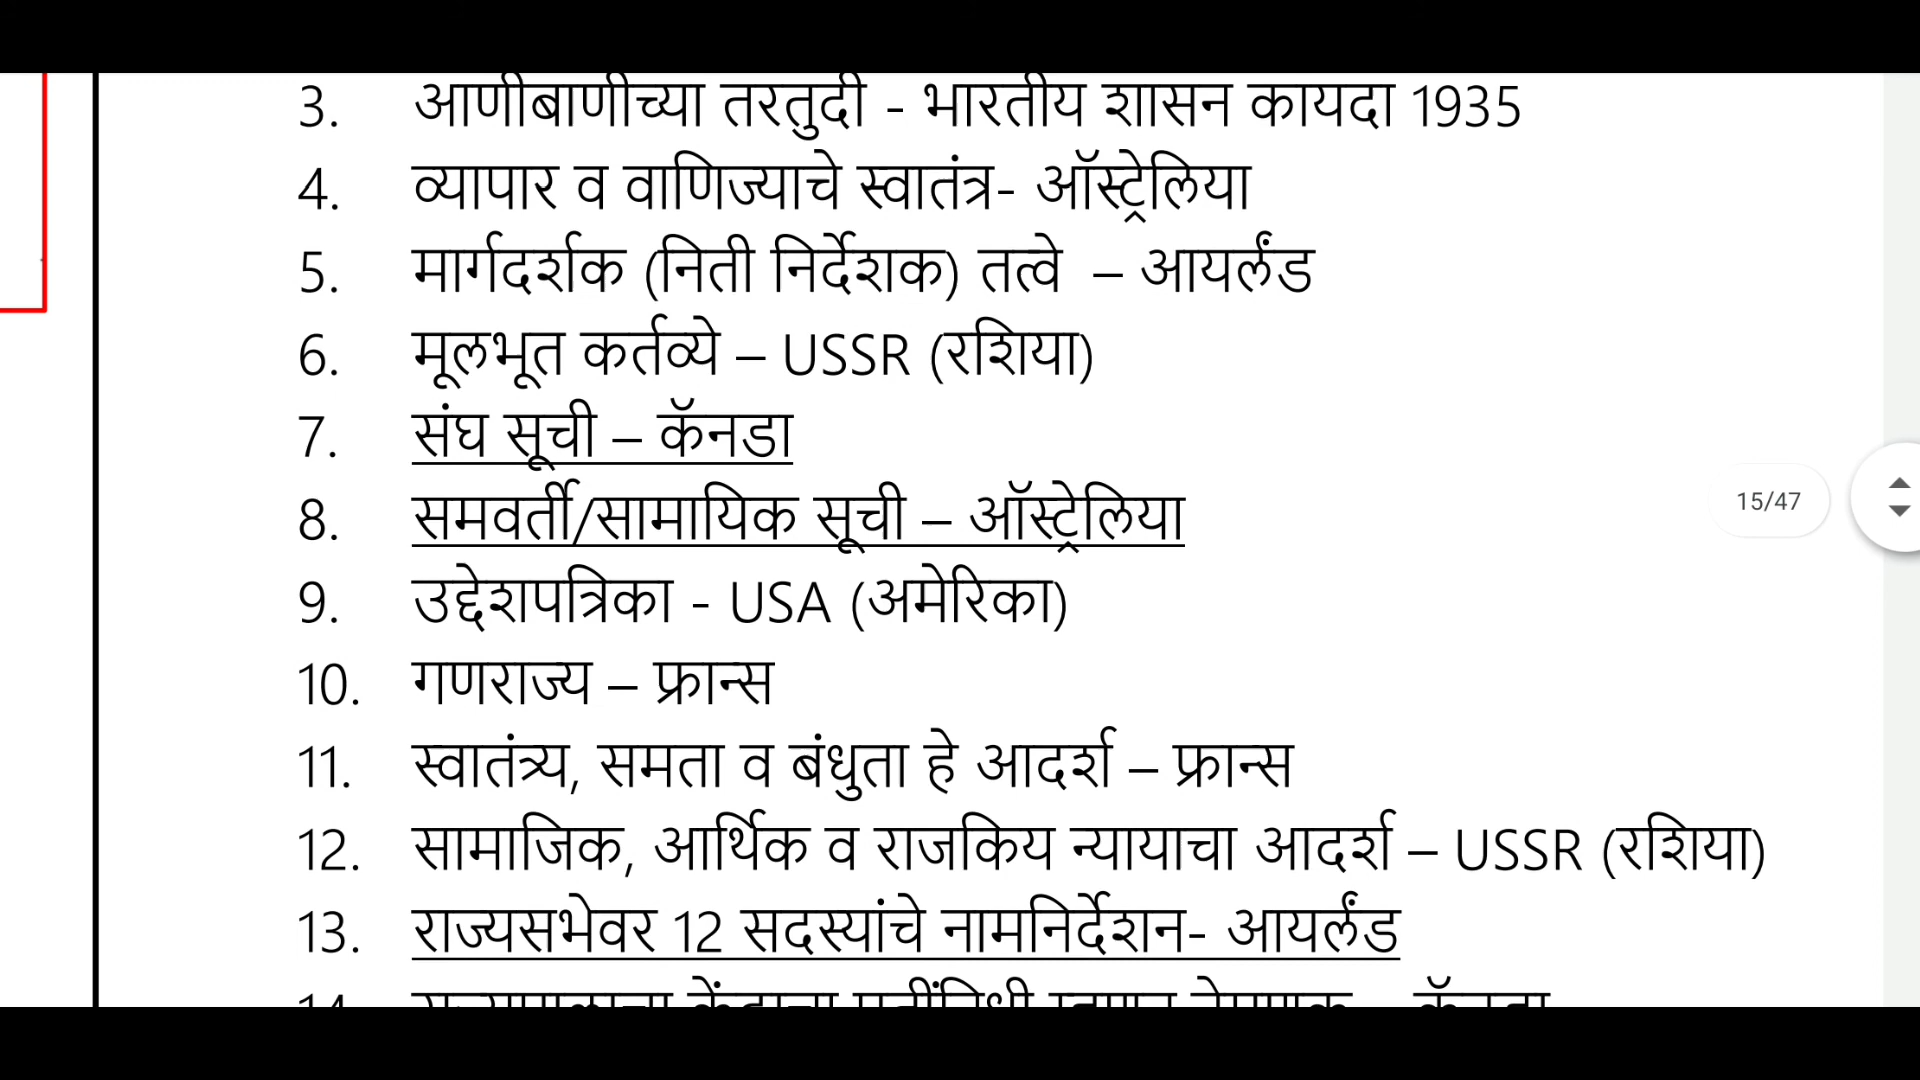 3. आणीबाणीच्या तरतुदी - भारतीय शासन कायदा 1935
4. व्यापार व वाणिज्याचे स्वातंत्र- ऑस्ट्रेलिया
5. मार्गदर्शक (निती निर्देशक) तत्वे – आयर्लंड
6. मूलभूत कर्तव्ये – USSR (रशिया)
7. संघ सूची – कॅनडा
8. समवर्ती/सामायिक सूची – ऑस्ट्रेलिया
15/47
9. उद्देशपत्रिका - USA (अमेरिका)
10. गणराज्य – फ्रान्स
11. स्वातंत्र्य, समता व बंधुता हे आदर्श – फ्रान्स
12. सामाजिक, आर्थिक व राजकिय न्यायाचा आदर्श – USSR (रशिया)
13. राज्यसभेवर 12 सदस्यांचे नामनिर्देशन- आयर्लंड